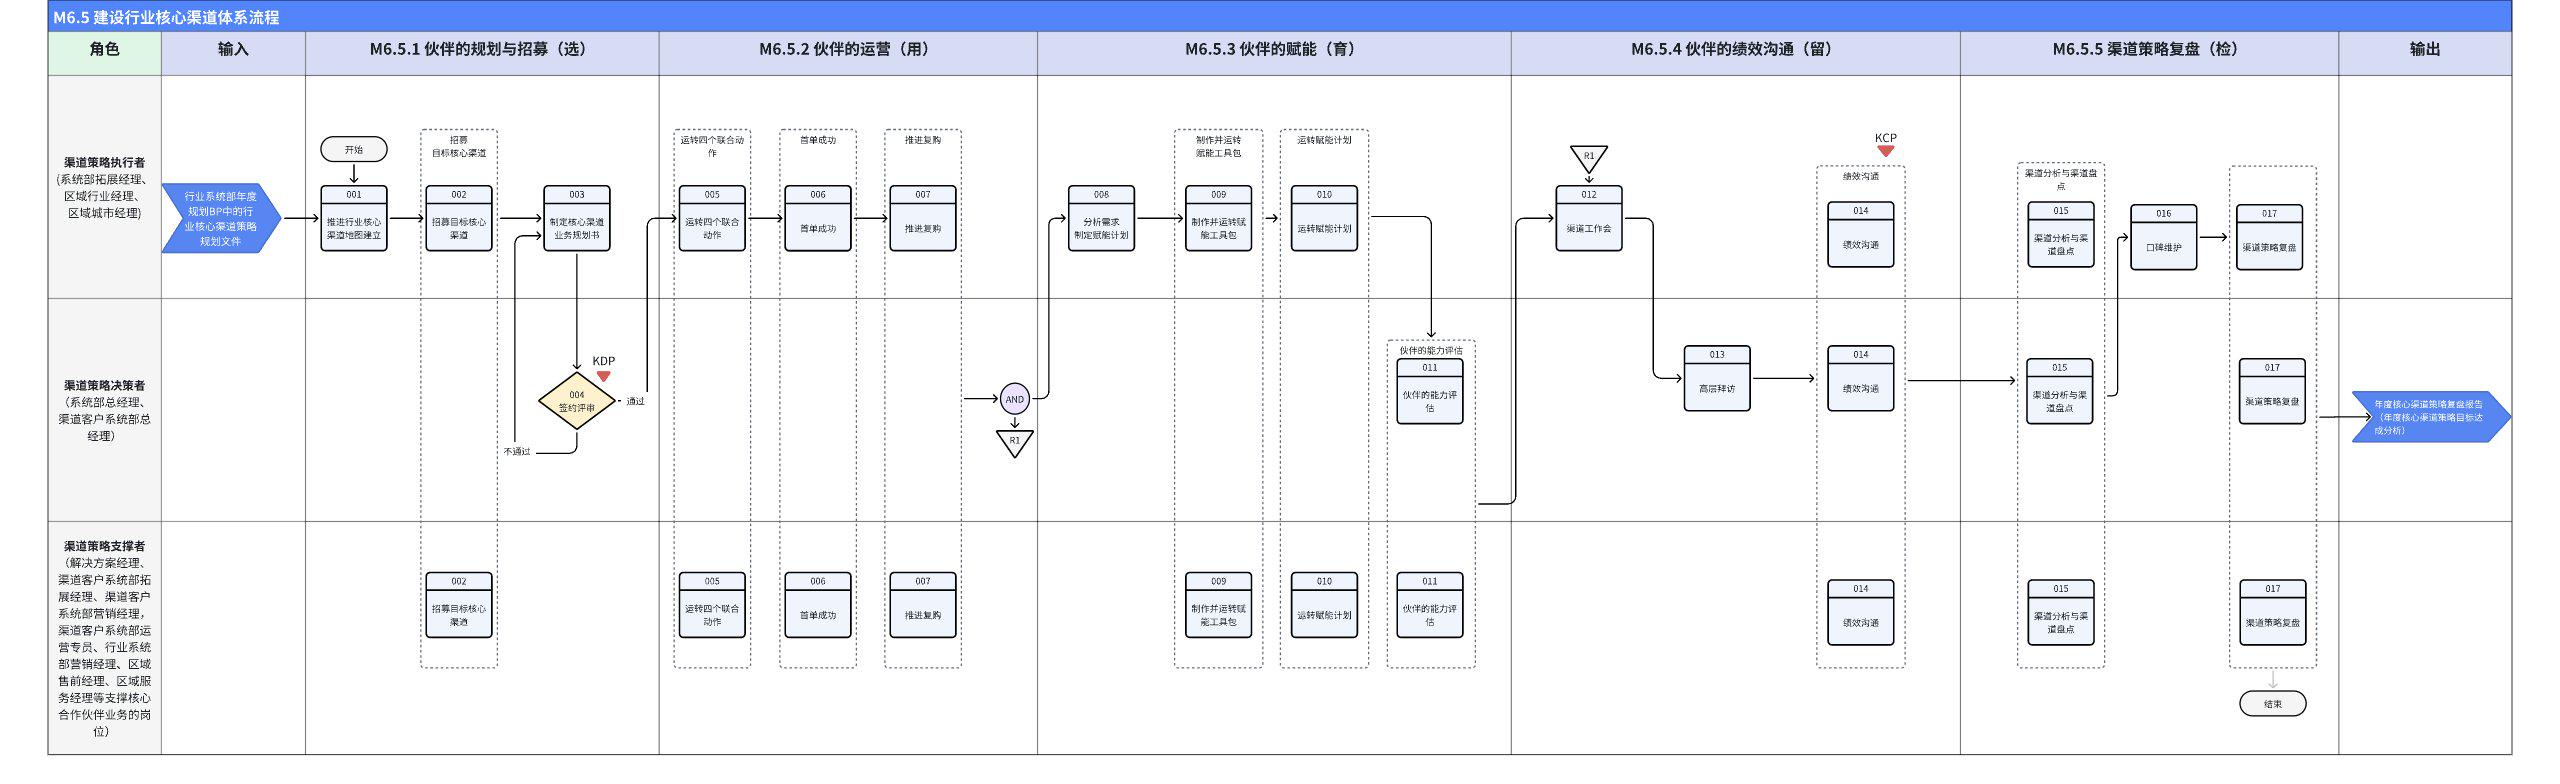 M6.5 建设行业核心渠道体系流程
角色
输入
M6.5.1 伙伴的规划与招募（选）
M6.5.2 伙伴的运营（用）
M6.5.3 伙伴的赋能（育）
M6.5.4 伙伴的绩效沟通（留）
M6.5.5 渠道策略复盘（检）
输出
渠道策略执行者
(系统部拓展经理、
区域行业经理、
区域城市经理)
行业系统部年度
规划BP中的行
业核心渠道策略
规划文件
开始
001
推进行业核心
渠道地图建立
招募
目标核心渠道
002
招募目标核心
渠道
003
制定核心渠道
业务规划书
运转四个联合动
作
005
运转四个联合
动作
首单成功
006
首单成功
推进复购
007
推进复购
008
分析需求
制定赋能计划
制作并运转
赋能工具包
009
制作并运转赋
能工具包
运转赋能计划
010
运转赋能计划
R1
012
渠道工作会
KCP
绩效沟通
014
绩效沟通
渠道分析与渠道盘
点
015
渠道分析与渠
道盘点
016
口碑维护
017
渠道策略复盘
渠道策略决策者
（系统部总经理、
渠道客户系统部总
经理）
KDP
004
签约评审
通过
不通过
AND
R1
伙伴的能力评估
011
伙伴的能力评
估
013
高层拜访
014
绩效沟通
015
渠道分析与渠
道盘点
017
渠道策略复盘
年度核心渠道策略复盘报告
（年度核心渠道策略目标达
成分析）
渠道策略支撑者
（解决方案经理、
渠道客户系统部拓
展经理、渠道客户
系统部营销经理，
渠道客户系统部运
营专员、行业系统
部营销经理、区域
售前经理、区域服
务经理等支撑核心
合作伙伴业务的岗
位）
002
招募目标核心
渠道
005
运转四个联合
动作
006
首单成功
007
推进复购
009
制作并运转赋
能工具包
010
运转赋能计划
011
伙伴的能力评
估
014
绩效沟通
015
渠道分析与渠
道盘点
017
渠道策略复盘
结束